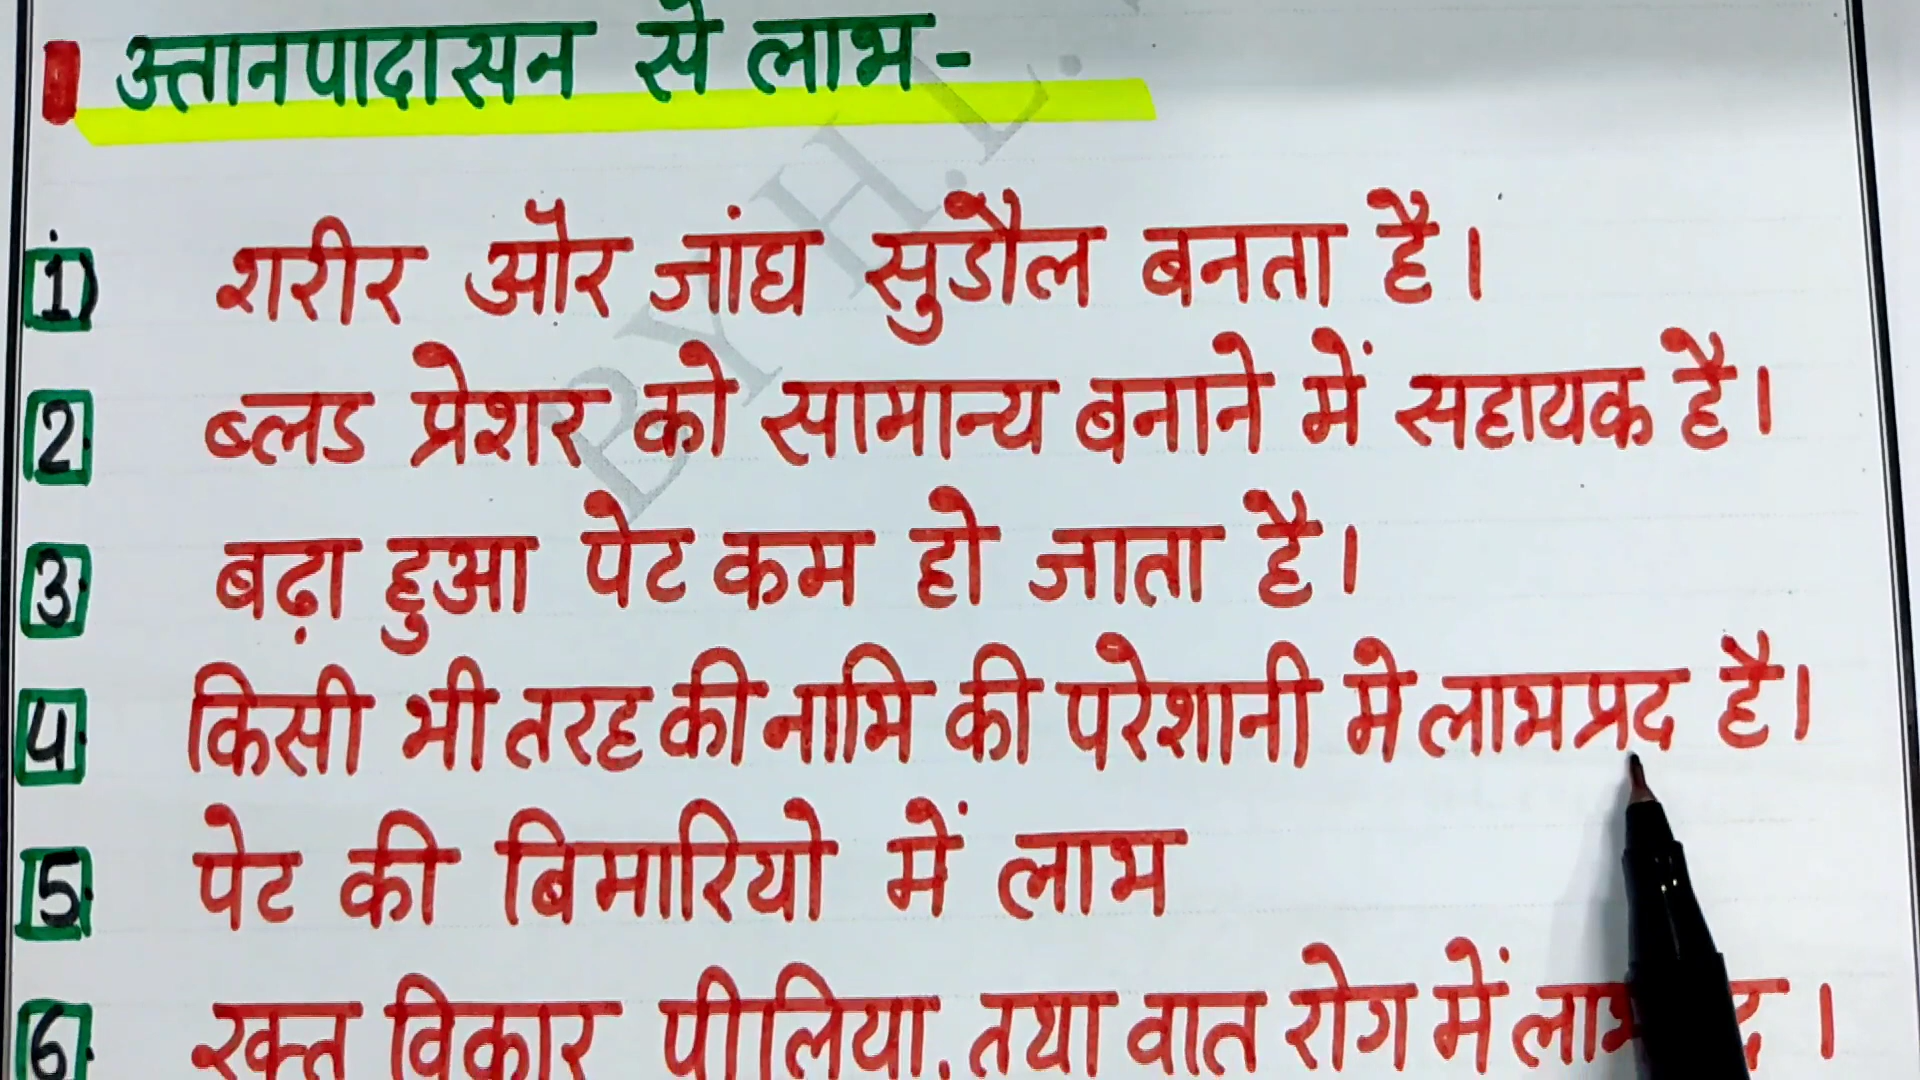 उत्तानपादासन से लाभ-
1) शरीर और जांघ सुडौल बनता है।
2. ब्लड प्रेशर को सामान्य बनाने में सहायक है।
3. बढ़ा हुआ पेट कम हो जाता है।
4. किसी भी तरह की नाभि की परेशानी मे लाभप्रद है।
5. पेट की बिमारियो में लाभ
6. रक्त विकार पीलिया, तथा वात रोग में
BY H.L.